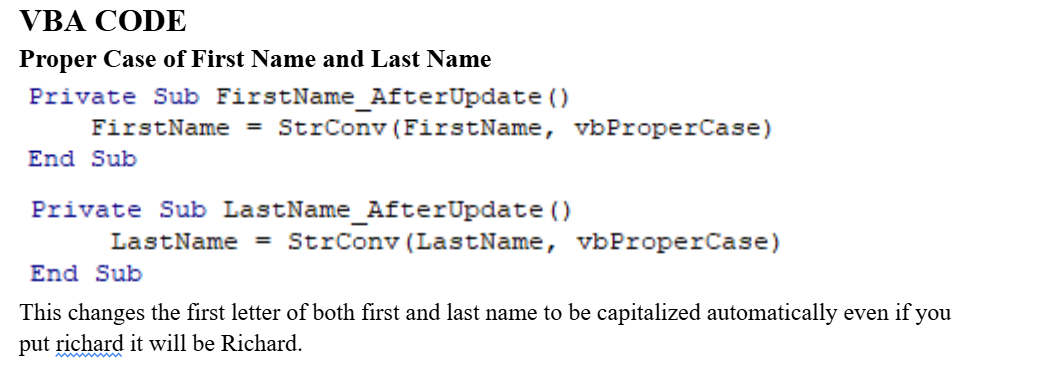 VBA CODE
Proper Case of First Name and Last Name
Private Sub FirstName_AfterUpdate()
FirstName = StrConv(FirstName, vbProperCase)
End Sub
Private Sub LastName_AfterUpdate()
LastName = StrConv(LastName, vbProperCase)
End Sub
This changes the first letter of both first and last name to be capitalized automatically even if you
put richard it will be Richard.